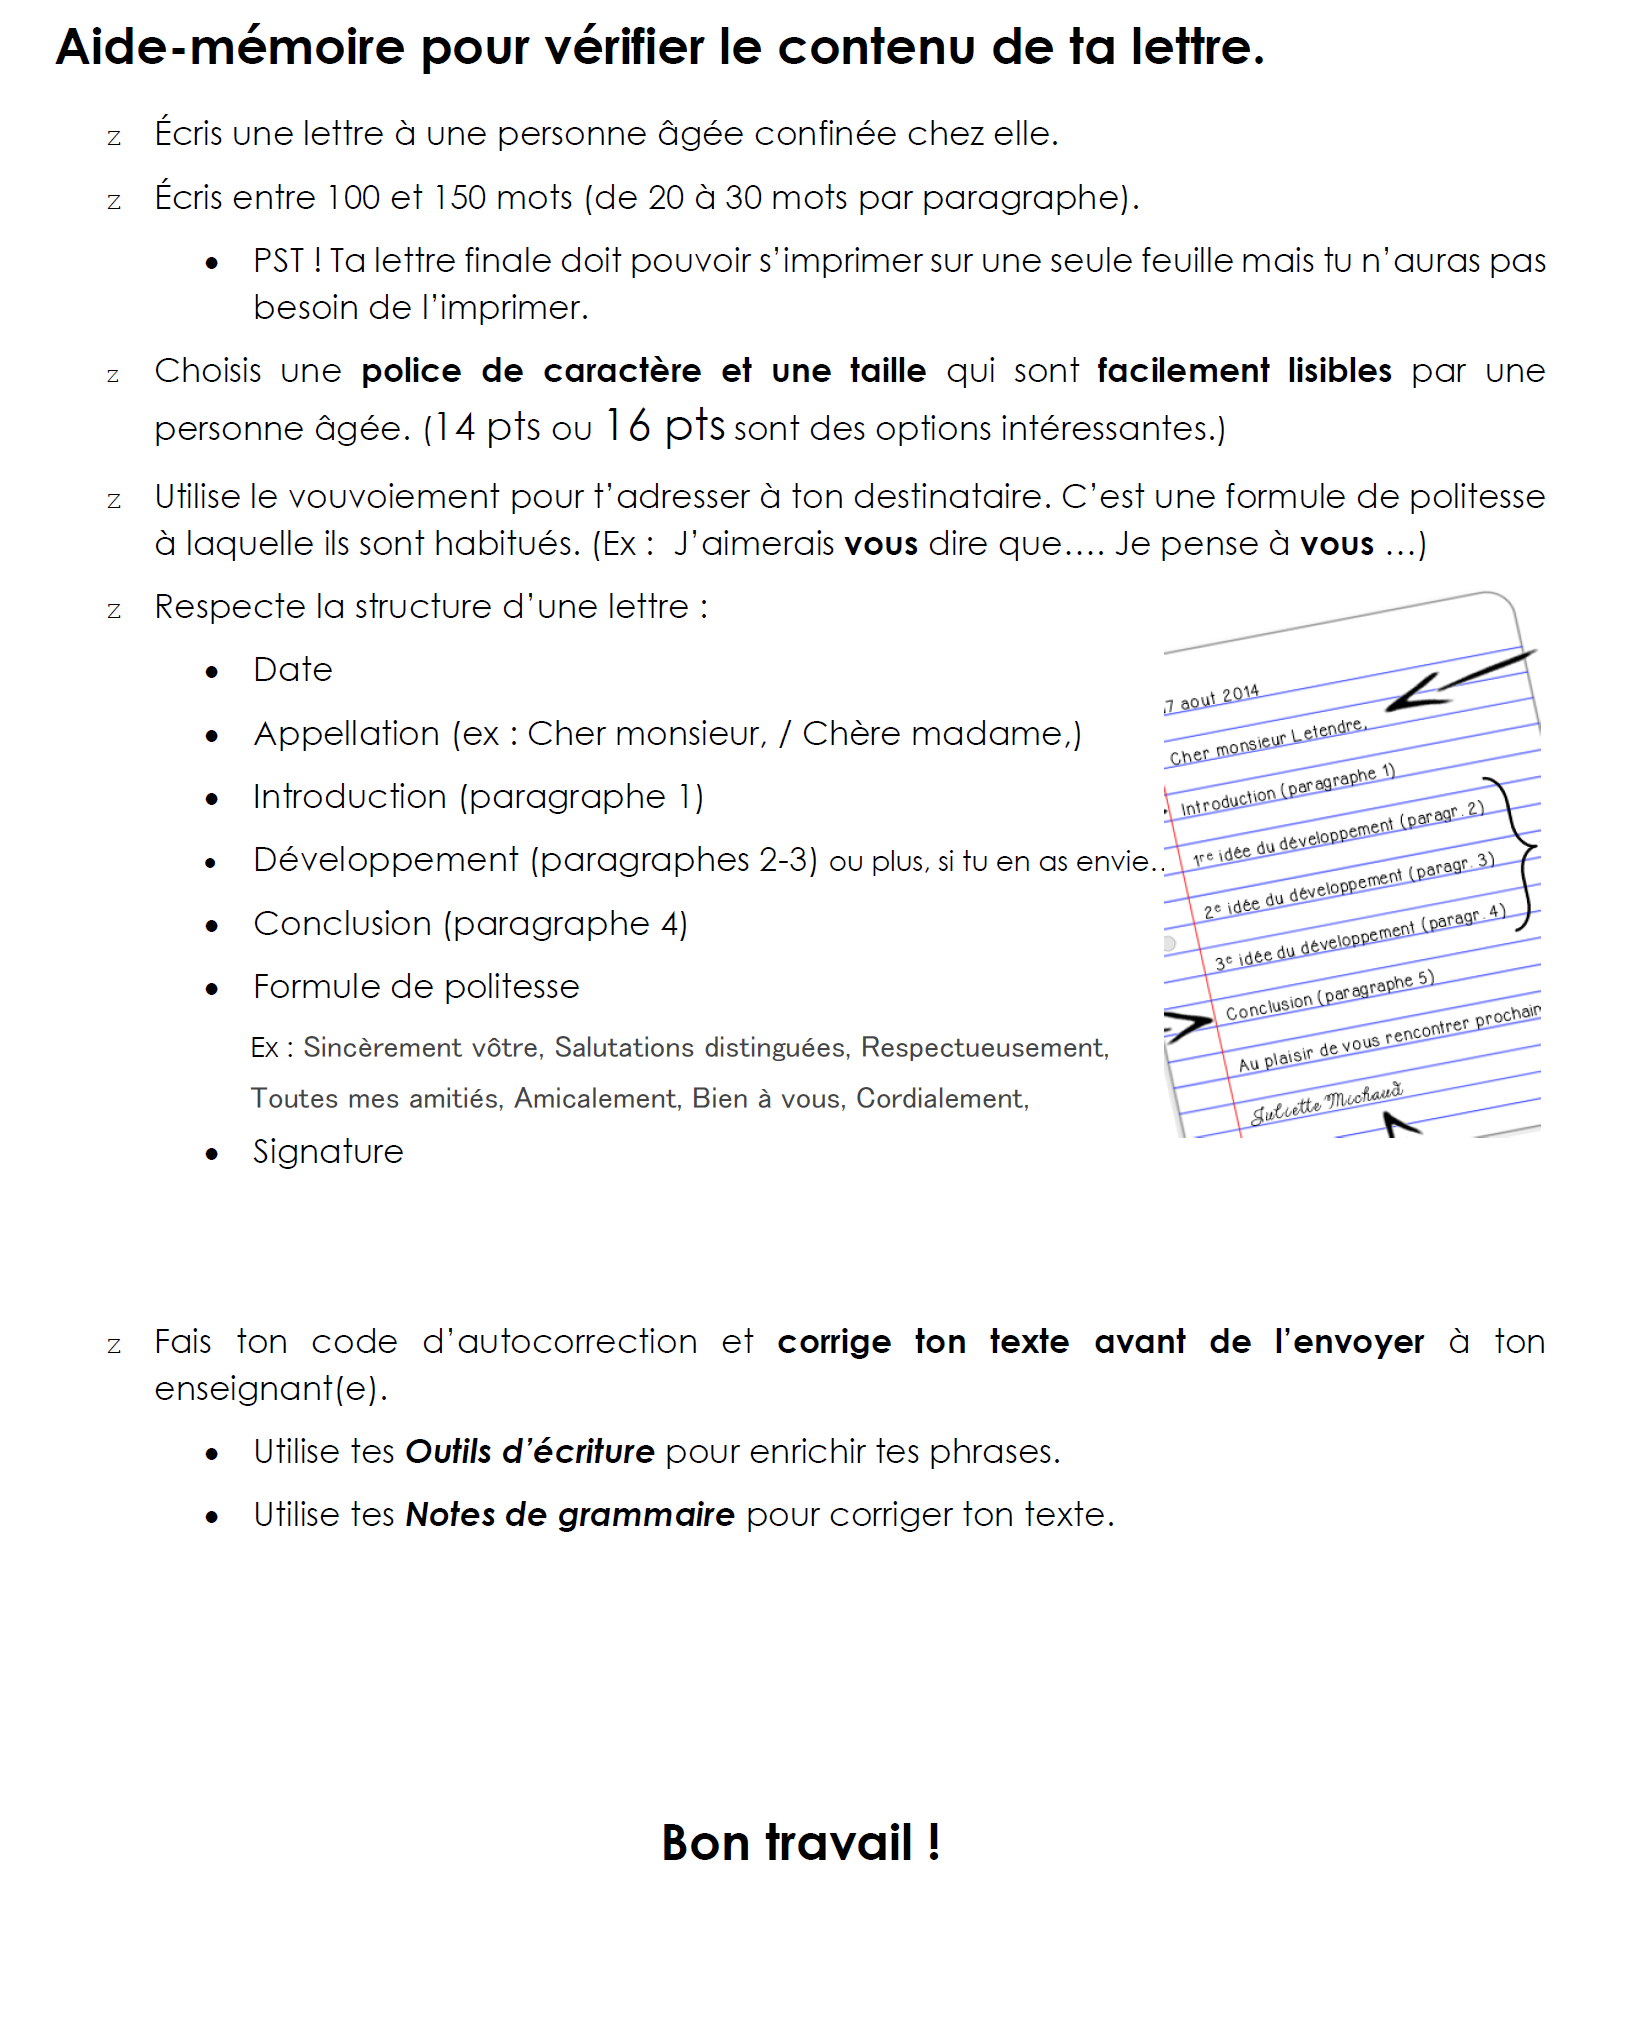 Aide-mémoire pour vérifier le contenu de ta lettre.
z Écris une lettre à une personne âgée confinée chez elle.
z Écris entre 100 et 150 mots (de 20 à 30 mots par paragraphe).
• PST ! Ta lettre finale doit pouvoir s’imprimer sur une seule feuille mais tu n’auras pas
besoin de l’imprimer.
z Choisis une police de caractère et une taille qui sont facilement lisibles par une
personne âgée. (14 pts ou 16 pts sont des options intéressantes.)
z Utilise le vouvoiement pour t’adresser à ton destinataire. C’est une formule de politesse
à laquelle ils sont habitués. (Ex : J’aimerais vous dire que…. Je pense à vous …)
z Respecte la structure d’une lettre :
• Date
• Appellation (ex : Cher monsieur, / Chère madame,)
• Introduction (paragraphe 1)
• Développement (paragraphes 2-3) ou plus, si tu en as envie..
• Conclusion (paragraphe 4)
• Formule de politesse
Ex : Sincèrement vôtre, Salutations distinguées, Respectueusement,
Toutes mes amitiés, Amicalement, Bien à vous, Cordialement,
• Signature
7 aout 2014
Cher monsieur Letendre,
Introduction (paragraphe 1)
1re idée du développement (paragr. 2)
2e idée du développement (paragr. 3)
3e idée du développement (paragr. 4)
Conclusion (paragraphe 5)
Au plaisir de vous rencontrer prochain
Juliette Michaud
z Fais ton code d’autocorrection et corrige ton texte avant de l’envoyer à ton
enseignant(e).
• Utilise tes Outils d’écriture pour enrichir tes phrases.
• Utilise tes Notes de grammaire pour corriger ton texte.
Bon travail !